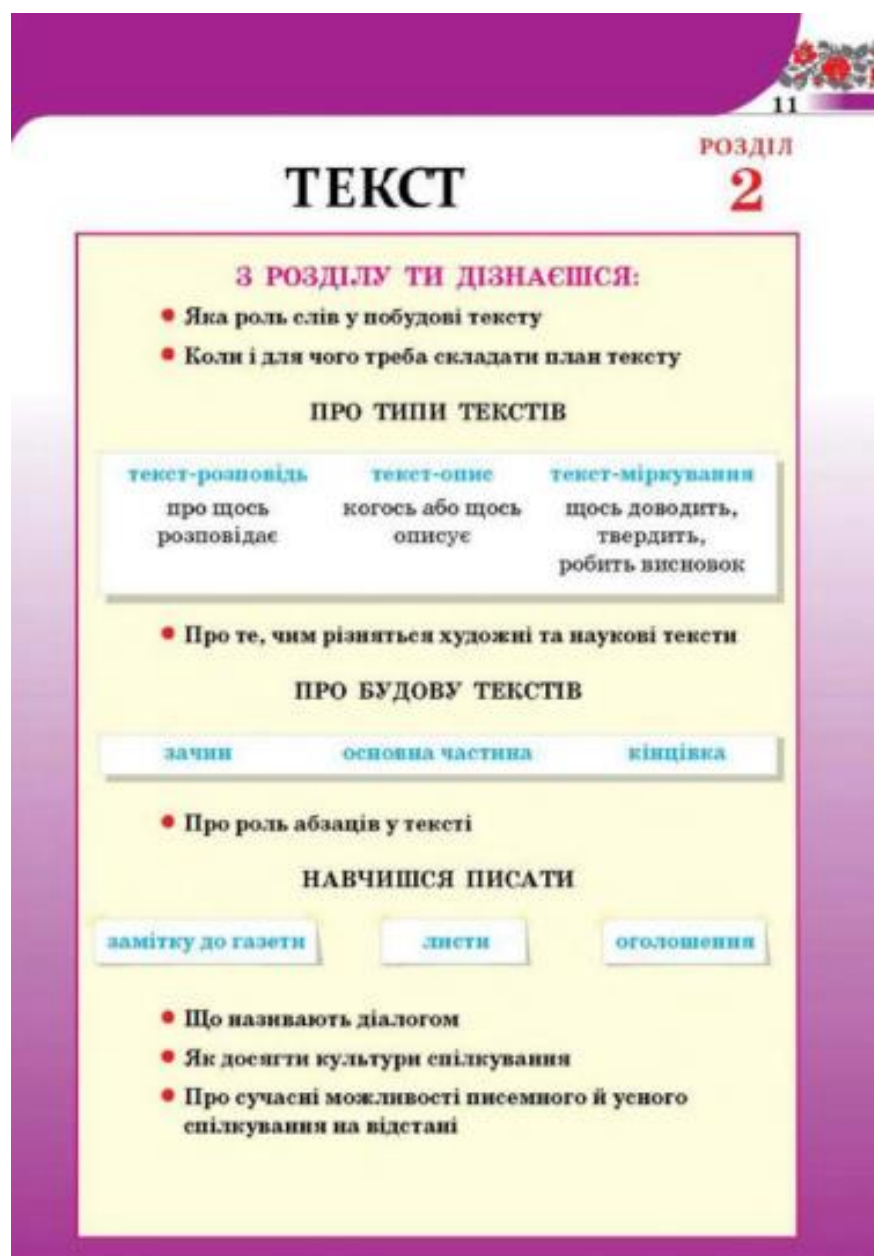 11
РОЗДІЛ
2
ТЕКСТ
З РОЗДІЛУ ТИ ДІЗНАЄШСЯ:
Яка роль слів у побудові тексту
Коли і для чого треба складати план тексту
ПРО ТИПИ ТЕКСТІВ
текст-розповідь текст-опис текст-міркування
про щось когось або щось щось доводить,
розповідає описує твердить,
робить висновок
Про те, чим різняться художні та наукові тексти
ПРО БУДОВУ ТЕКСТІВ
зачин основна частина кінцівка
Про роль абзаців у тексті
НАВЧИШСЯ ПИСАТИ
замітку до газети листи оголошення
Що називають діалогом
Як досягти культури спілкування
Про сучасні можливості писемного й усного
спілкування на відстані